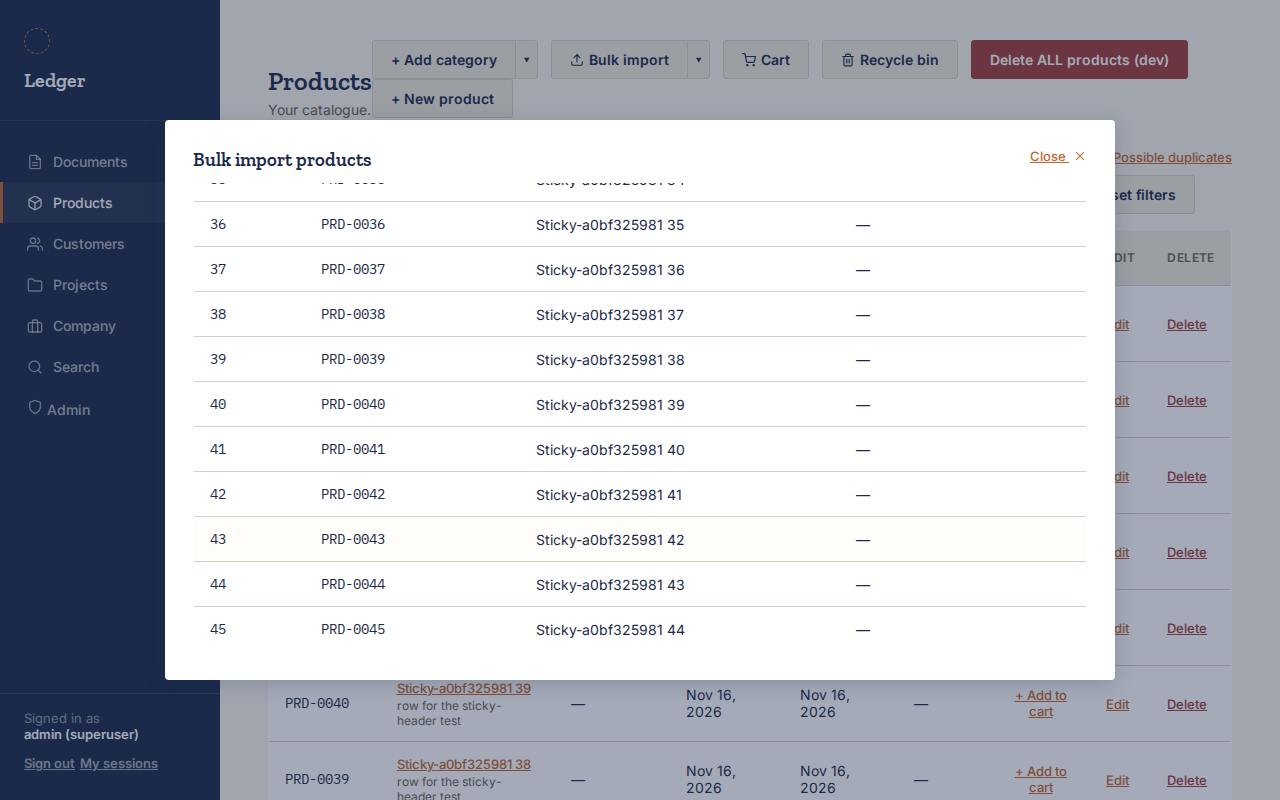 Ledger
Documents
Products
Customers
Projects
Company
Search
Admin
Signed in as
admin (superuser)
Sign out My sessions
Products
Your catalogue.
+ Add category ▾
Bulk import ▾
Cart
Recycle bin
Delete ALL products (dev)
+ New product
Possible duplicates
set filters
DIT DELETE
dit Delete
dit Delete
dit Delete
dit Delete
dit Delete
Bulk import products
Close ×
36 PRD-0036 Sticky-a0bf325981 35 —
37 PRD-0037 Sticky-a0bf325981 36 —
38 PRD-0038 Sticky-a0bf325981 37 —
39 PRD-0039 Sticky-a0bf325981 38 —
40 PRD-0040 Sticky-a0bf325981 39 —
41 PRD-0041 Sticky-a0bf325981 40 —
42 PRD-0042 Sticky-a0bf325981 41 —
43 PRD-0043 Sticky-a0bf325981 42 —
44 PRD-0044 Sticky-a0bf325981 43 —
45 PRD-0045 Sticky-a0bf325981 44 —
PRD-0040
Sticky-a0bf325981 39
row for the sticky-
header test
—
Nov 16,
2026
Nov 16,
2026
—
+ Add to
cart
Edit
Delete
PRD-0039
Sticky-a0bf325981 38
row for the sticky-
header test
—
Nov 16,
2026
Nov 16,
2026
—
+ Add to
cart
Edit
Delete